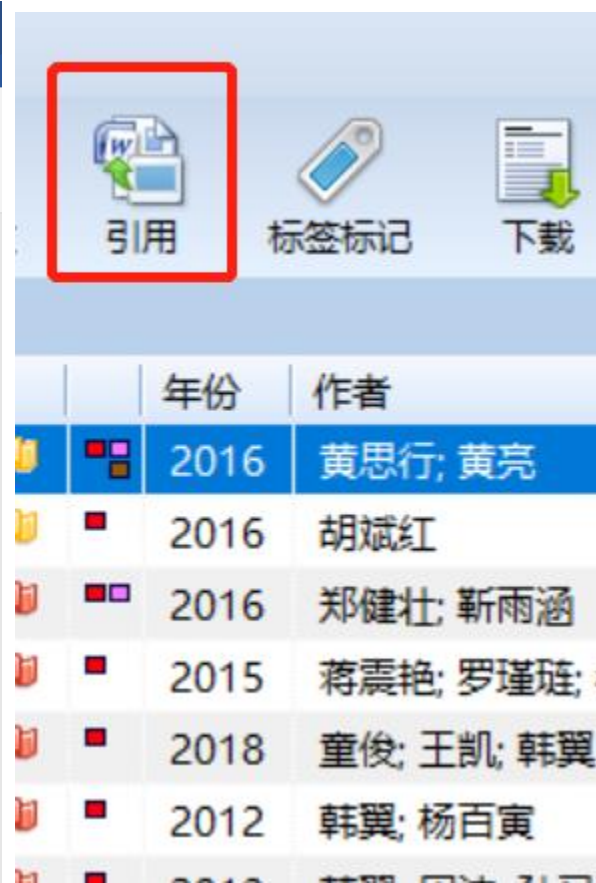 引用 标签标记 下载
年份 作者
2016 黄思行; 黄亮
2016 胡斌红
2016 郑健壮; 靳雨涵
2015 蒋震艳; 罗瑾琏;
2018 童俊; 王凯; 韩翼
2012 韩翼; 杨百寅